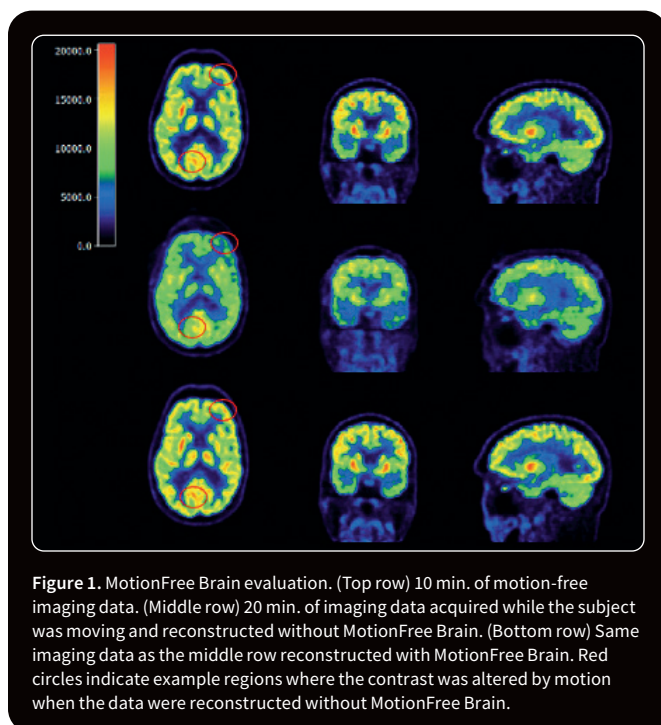 20000.0
15000.0
10000.0
5000.0
0.0
Figure 1. MotionFree Brain evaluation. (Top row) 10 min. of motion-free
imaging data. (Middle row) 20 min. of imaging data acquired while the subject
was moving and reconstructed without MotionFree Brain. (Bottom row) Same
imaging data as the middle row reconstructed with MotionFree Brain. Red
circles indicate example regions where the contrast was altered by motion
when the data were reconstructed without MotionFree Brain.